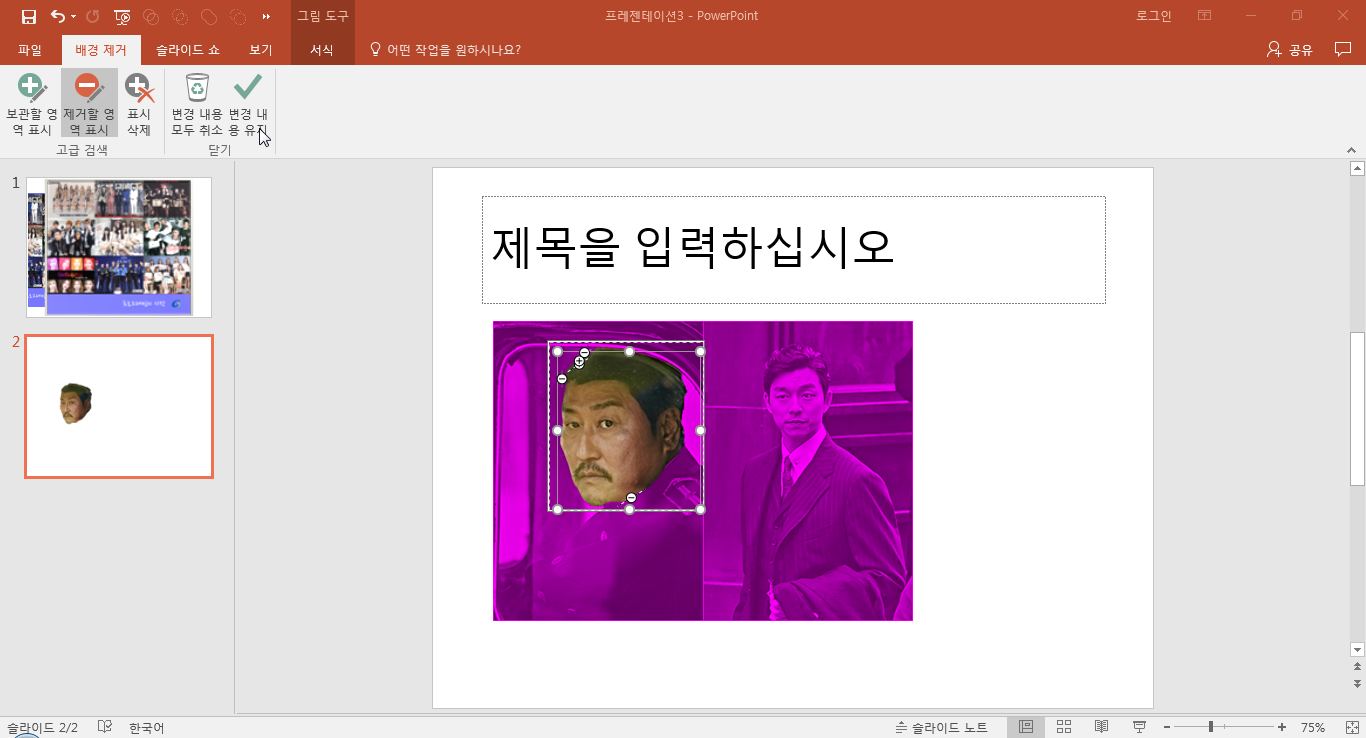 그림 도구
프레젠테이션3 - PowerPoint
로그인
파일
배경 제거
슬라이드 쇼
보기
서식
어떤 작업을 원하시나요?
공유
보관할 영
역 표시
제거할 영
역 표시
표시
삭제
변경 내용
모두 취소
변경 내
용 유지
고급 검색
닫기
1
2
제목을 입력하십시오
슬라이드 2/2
한국어
슬라이드 노트
75%